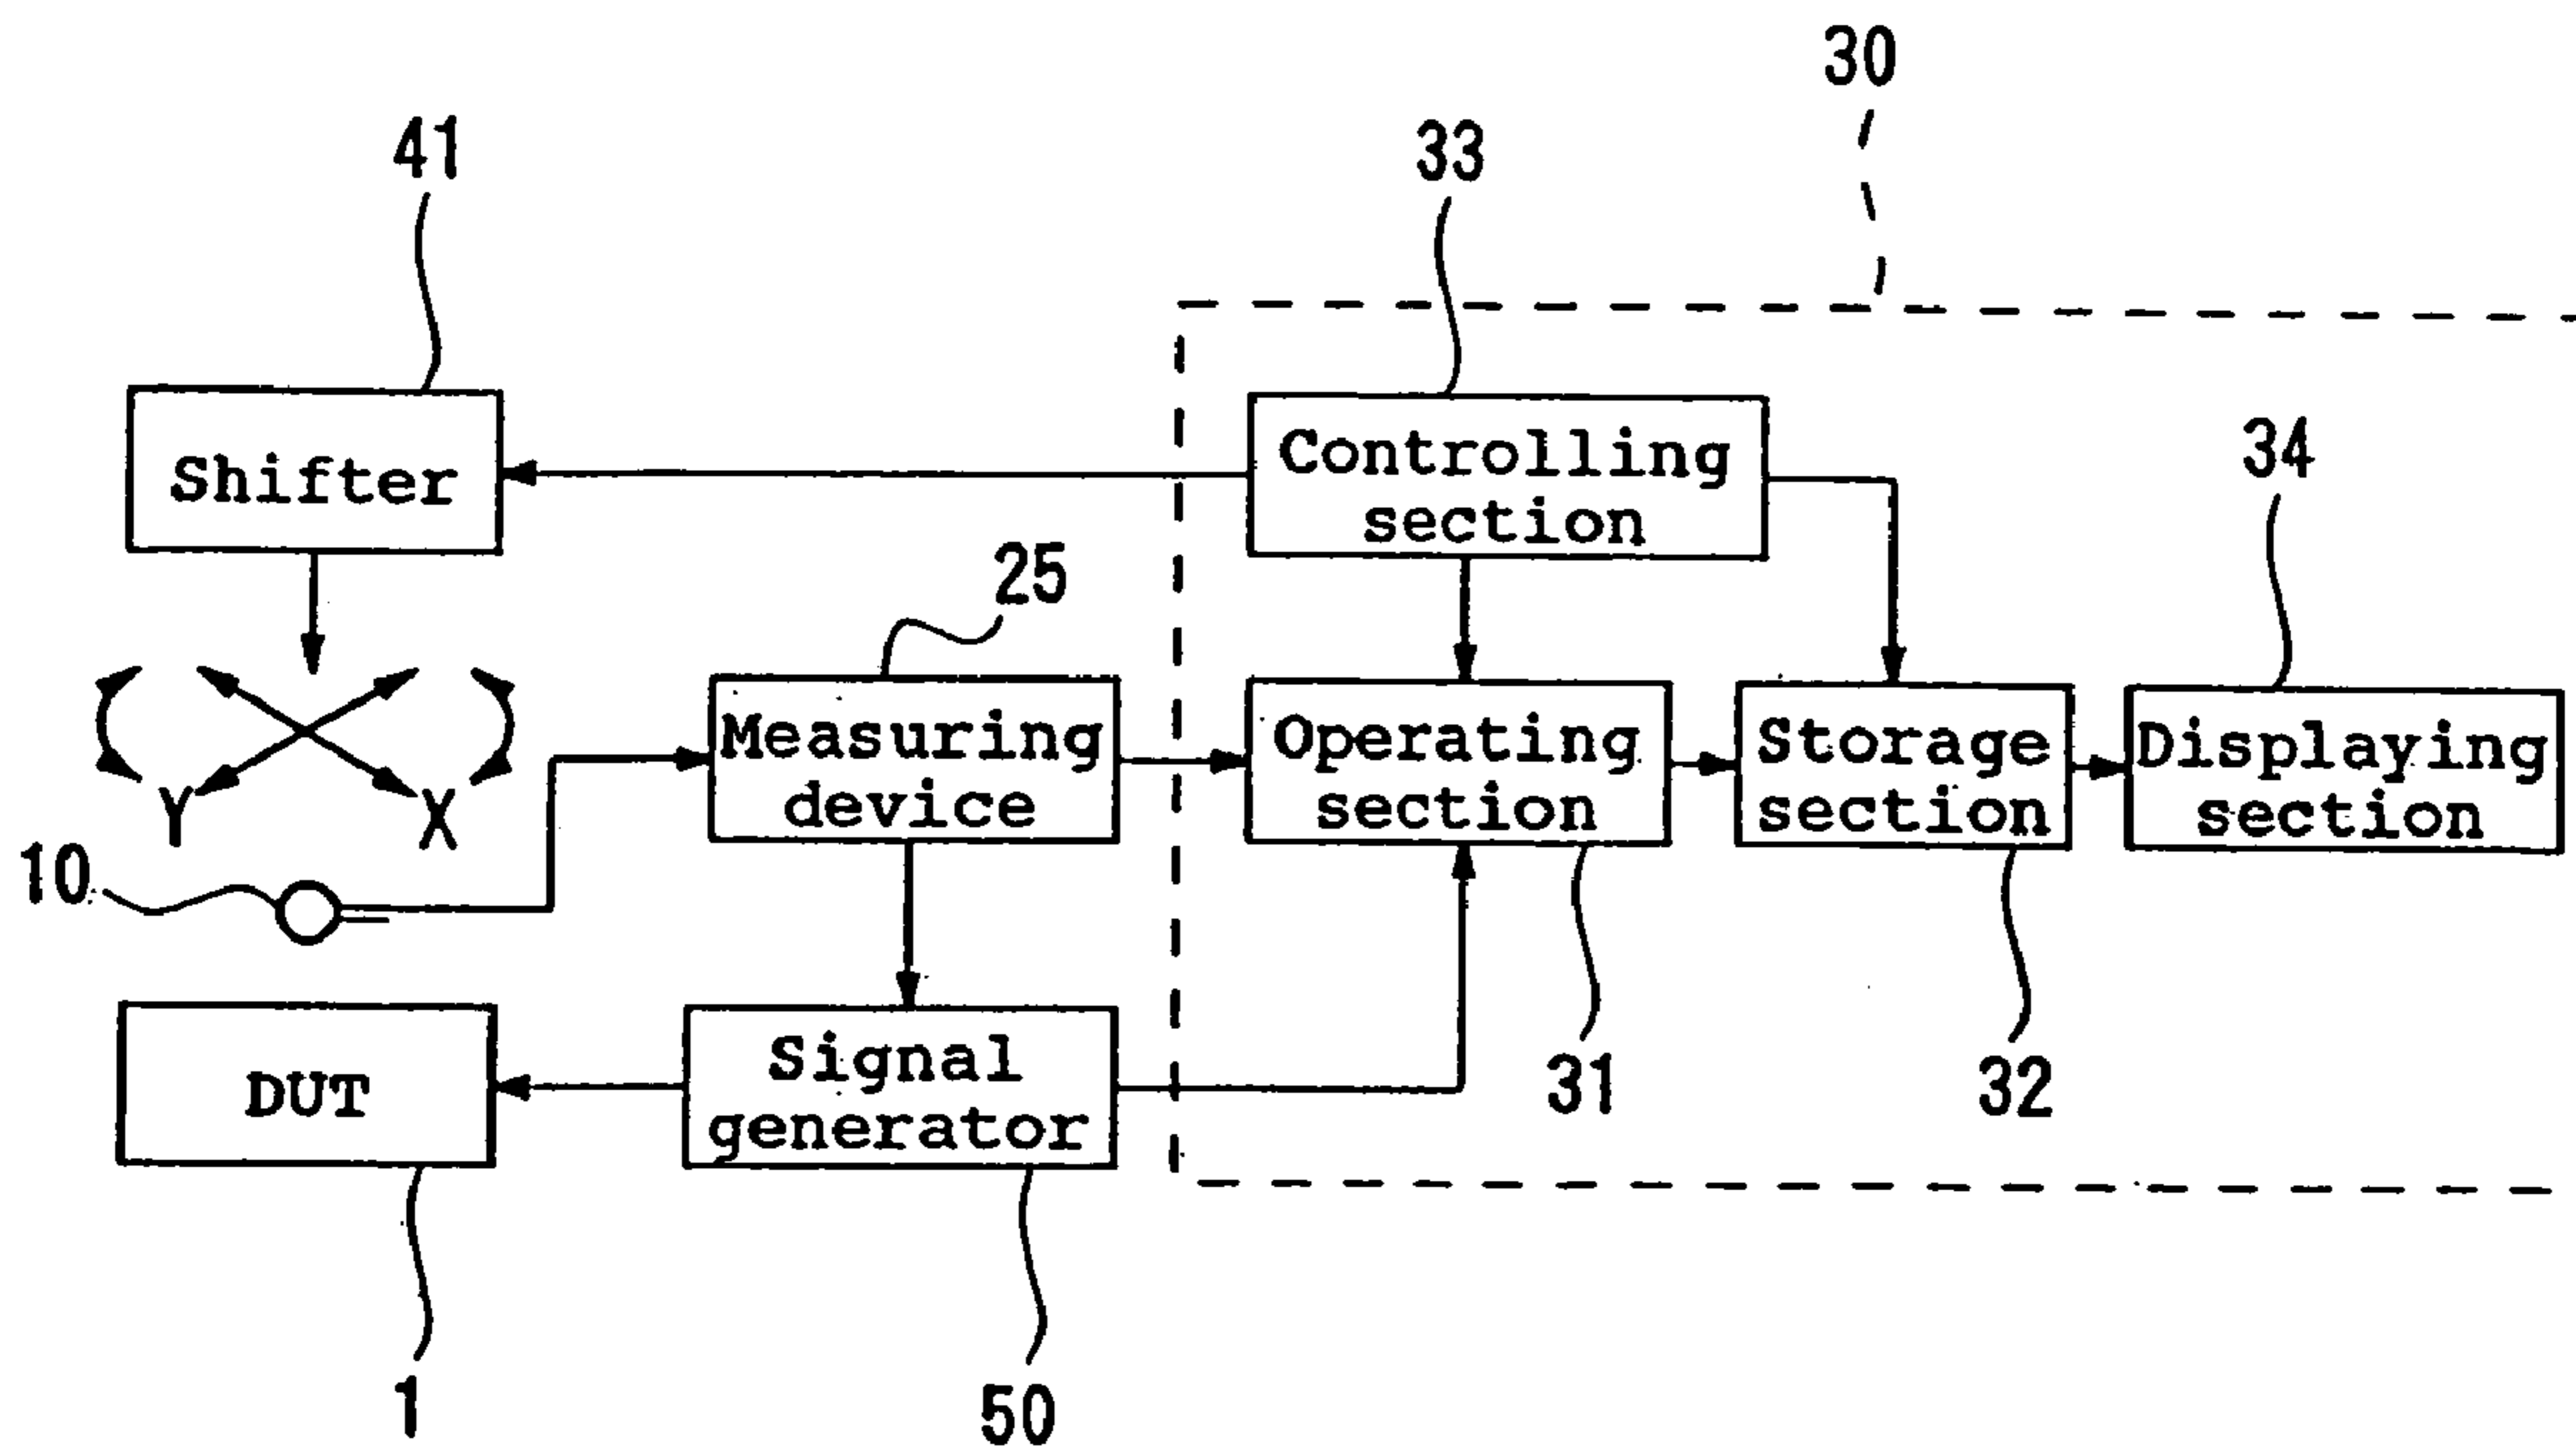 30
41
33
34
Shifter
Controlling
section
25
Measuring
device
Operating
section
Storage
section
Displaying
section
Y
X
10
DUT
Signal
generator
31
32
1
50